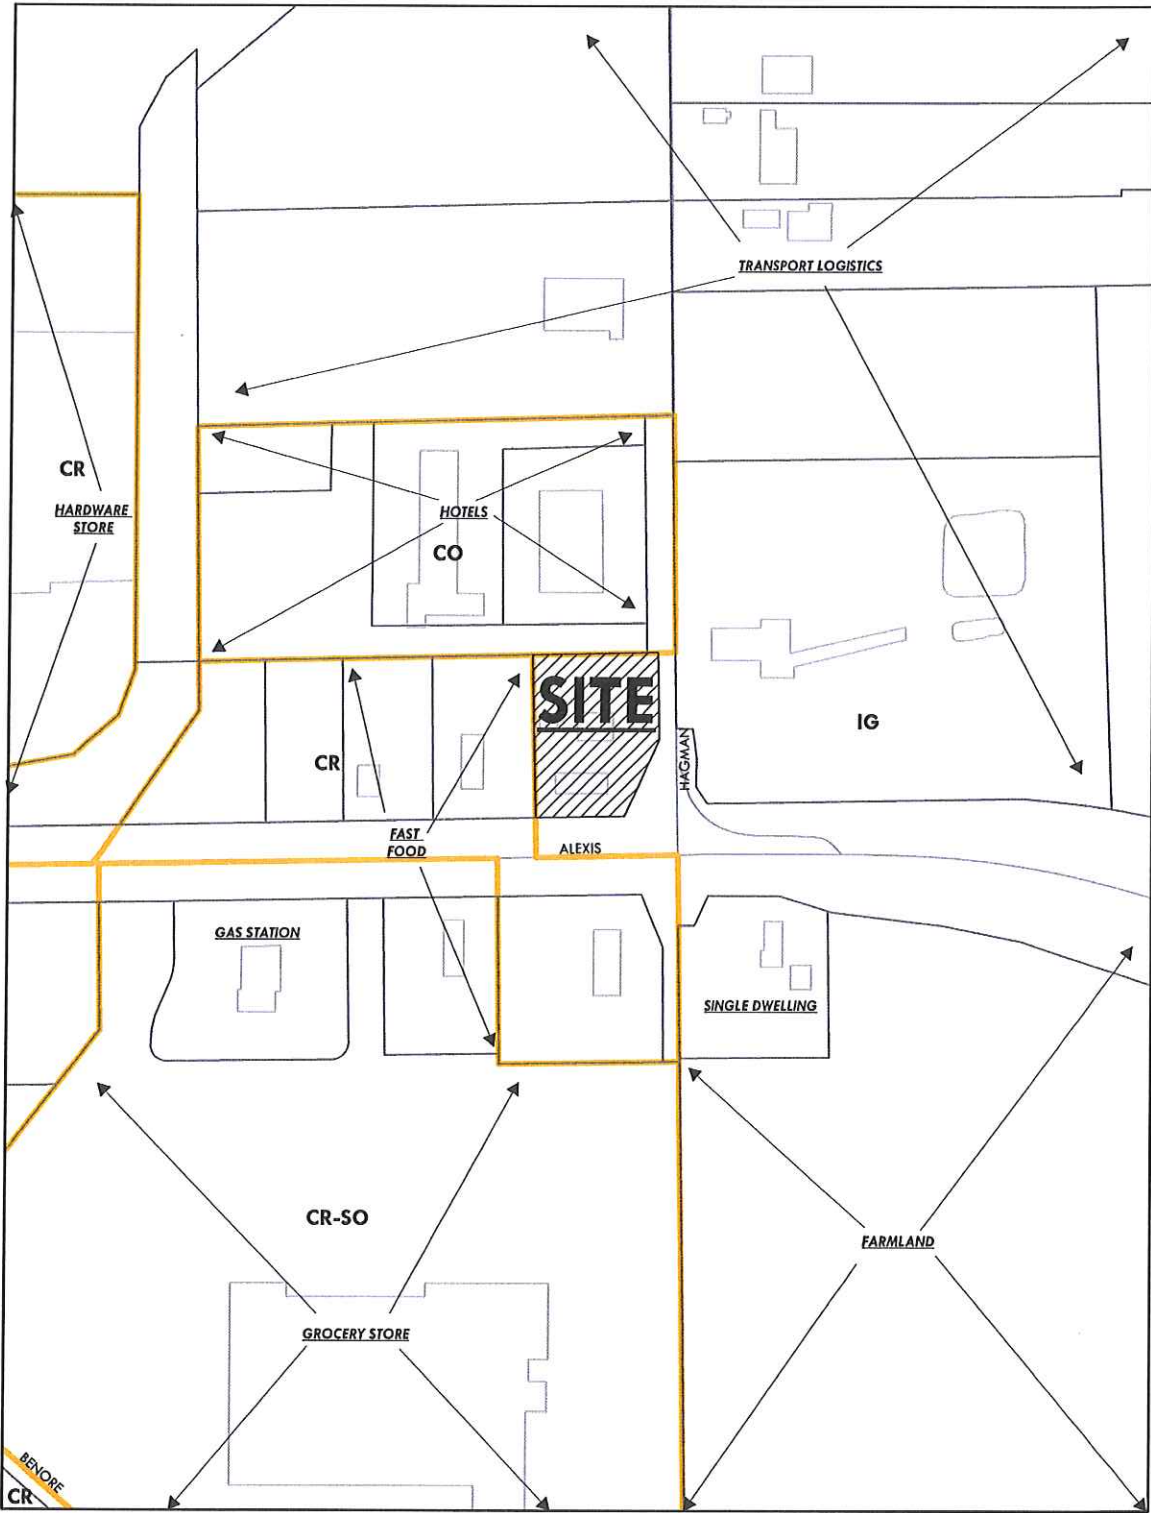 TRANSPORT LOGISTICS
CR
HARDWARE
STORE
HOTELS
CO
SITE
IG
CR
HAGMAN
FAST
FOOD
ALEXIS
GAS STATION
SINGLE DWELLING
CR-SO
FARMLAND
GROCERY STORE
BENORE
CR